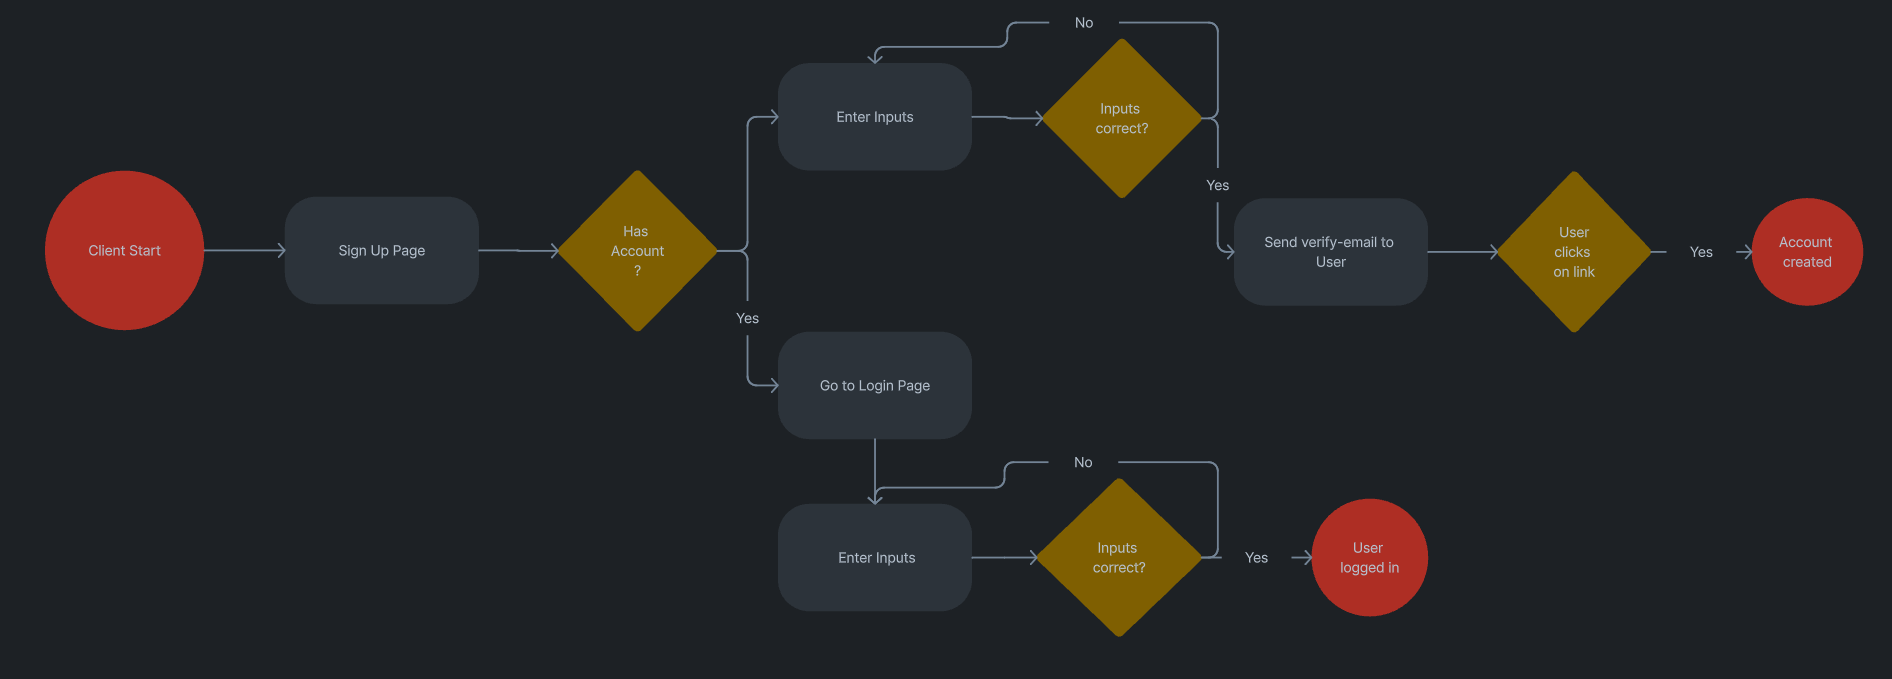 Client Start
Sign Up Page
Has
Account
?
Yes
Enter Inputs
No
Inputs
correct?
Yes
Send verify-email to
User
User
clicks
on link
Yes
Account
created
Go to Login Page
Enter Inputs
No
Inputs
correct?
Yes
User
logged in